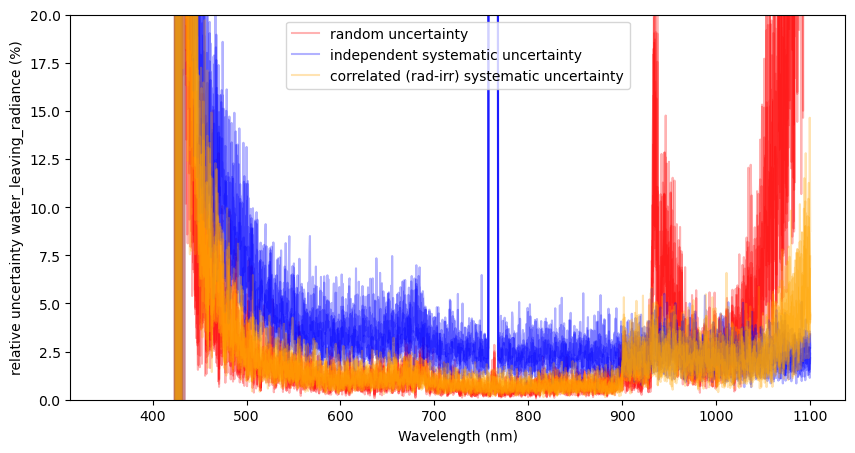 20.0
17.5
15.0
12.5
10.0
7.5
5.0
2.5
0.0
relative uncertainty water_leaving_radiance (%)
random uncertainty
independent systematic uncertainty
correlated (rad-irr) systematic uncertainty
400 500 600 700 800 900 1000 1100
Wavelength (nm)